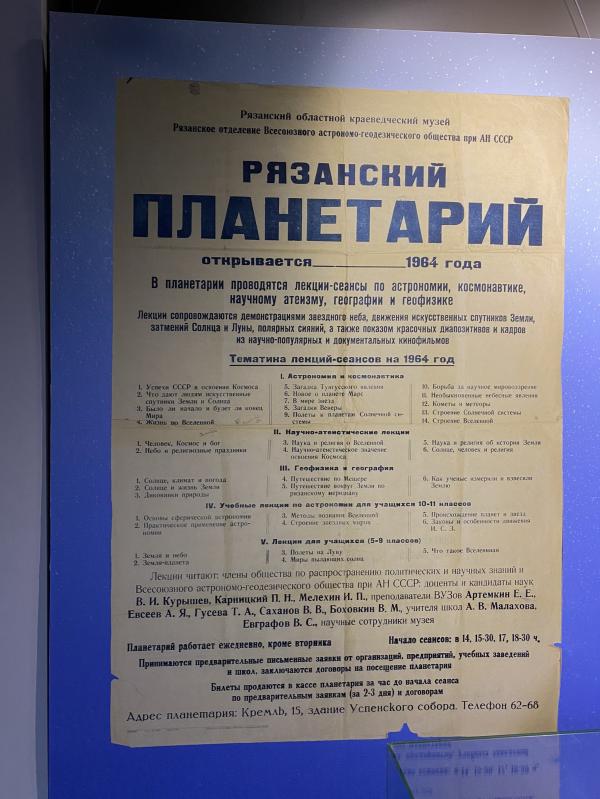 Рязанский областной краеведческий музей
Рязанское отделение Всесоюзного астрономо-геодезического общества при АН СССР
РЯЗАНСКИЙ
ПЛАНЕТАРИЙ
открывается____________1964 года
В планетарии проводятся лекции-сеансы по астрономии, космонавтике,
научному атеизму, географии и геофизике
Лекции сопровождаются демонстрациями звездного неба, движения искусственных спутников Земли,
затмений Солнца и Луны, полярных сияний, а также показом красочных диапозитивов и кадров
из научно-популярных и документальных кинофильмов
Тематика лекций-сеансов на 1964 год
I. Астрономия и космонавтика
1. Успехи СССР в освоении Космоса
2. Что дают людям искусственные
спутники Земли и Солнца
3. Было ли начало и будет ли конец
Мира
4. Жизнь во Вселенной
5. Загадка Тунгусского явления
6. Новое о планете Марс
7. В мире звезд
8. Загадки Венеры
9. Полеты к планетам Солнечной си-
стемы
10. Борьба за научное мировоззрение
11. Необыкновенные небесные явления
12. Кометы и метеоры
13. Строение Солнечной системы
14. Строение Вселенной
II. Научно-атеистические лекции
1. Человек, Космос и бог
2. Небо и религиозные праздники
3. Наука и религия о Вселенной
4. Научно-атеистическое значение
освоения Космоса
5. Наука и религия об истории Земли
6. Солнце, человек и религия
III. Геофизика и география
1. Солнце, климат и погода
2. Солнце и жизнь Земли
3. Диковинки природы
4. Путешествие по Мещере
5. Путешествие вокруг Земли по
рязанскому меридиану
6. Как ученые измерили и взвесили
Землю
IV. Учебные лекции по астрономии для учащихся 10-11 классов
1. Основы сферической астрономии
2. Практическое применение астро-
номии
3. Методы познания Вселенной
4. Строение звездных миров
5. Происхождение планет и звезд
6. Законы и особенности движения
И. С. З.
V. Лекции для учащихся (5-9 классов)
1. Земля и небо
2. Земля-планета
3. Полеты на Луну
4. Миры пылающих солнц
5. Что такое Вселенная
Лекции читают: члены общества по распространению политических и научных знаний и
Всесоюзного астрономо-геодезического общества при АН СССР: доценты и кандидаты наук
В. И. Курышев, Карницкий П. Н., Мелехин И. П., преподаватели ВУЗов Артемкин Е. Е.,
Евсеев А. Я., Гусева Т. А., Саханов В. В., Боховкин В. М., учителя школ А. В. Малахова,
Евграфов В. С., научные сотрудники музея
Планетарий работает ежедневно, кроме вторника
Начало сеансов: в 14, 15-30, 17, 18-30 ч.
Принимаются предварительные письменные заявки от организаций, предприятий, учебных заведений
и школ, заключаются договоры на посещение планетария
Билеты продаются в кассе планетария за час до начала сеанса
по предварительным заявкам (за 2-3 дня) и договорам
Адрес планетария: Кремль, 15, здание Успенского собора. Телефон 62-68